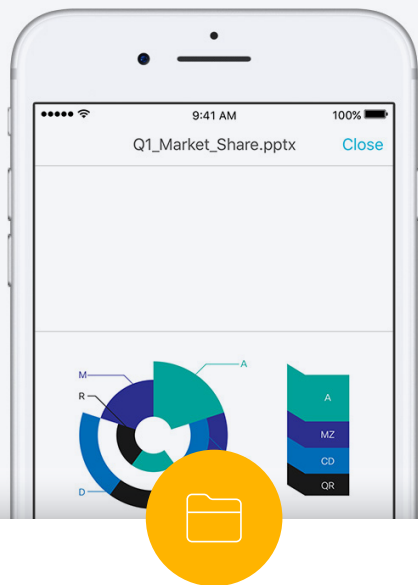 9:41 AM 100%
Q1_Market_Share.pptx Close
M A
R
A
MZ
CD
QR
D